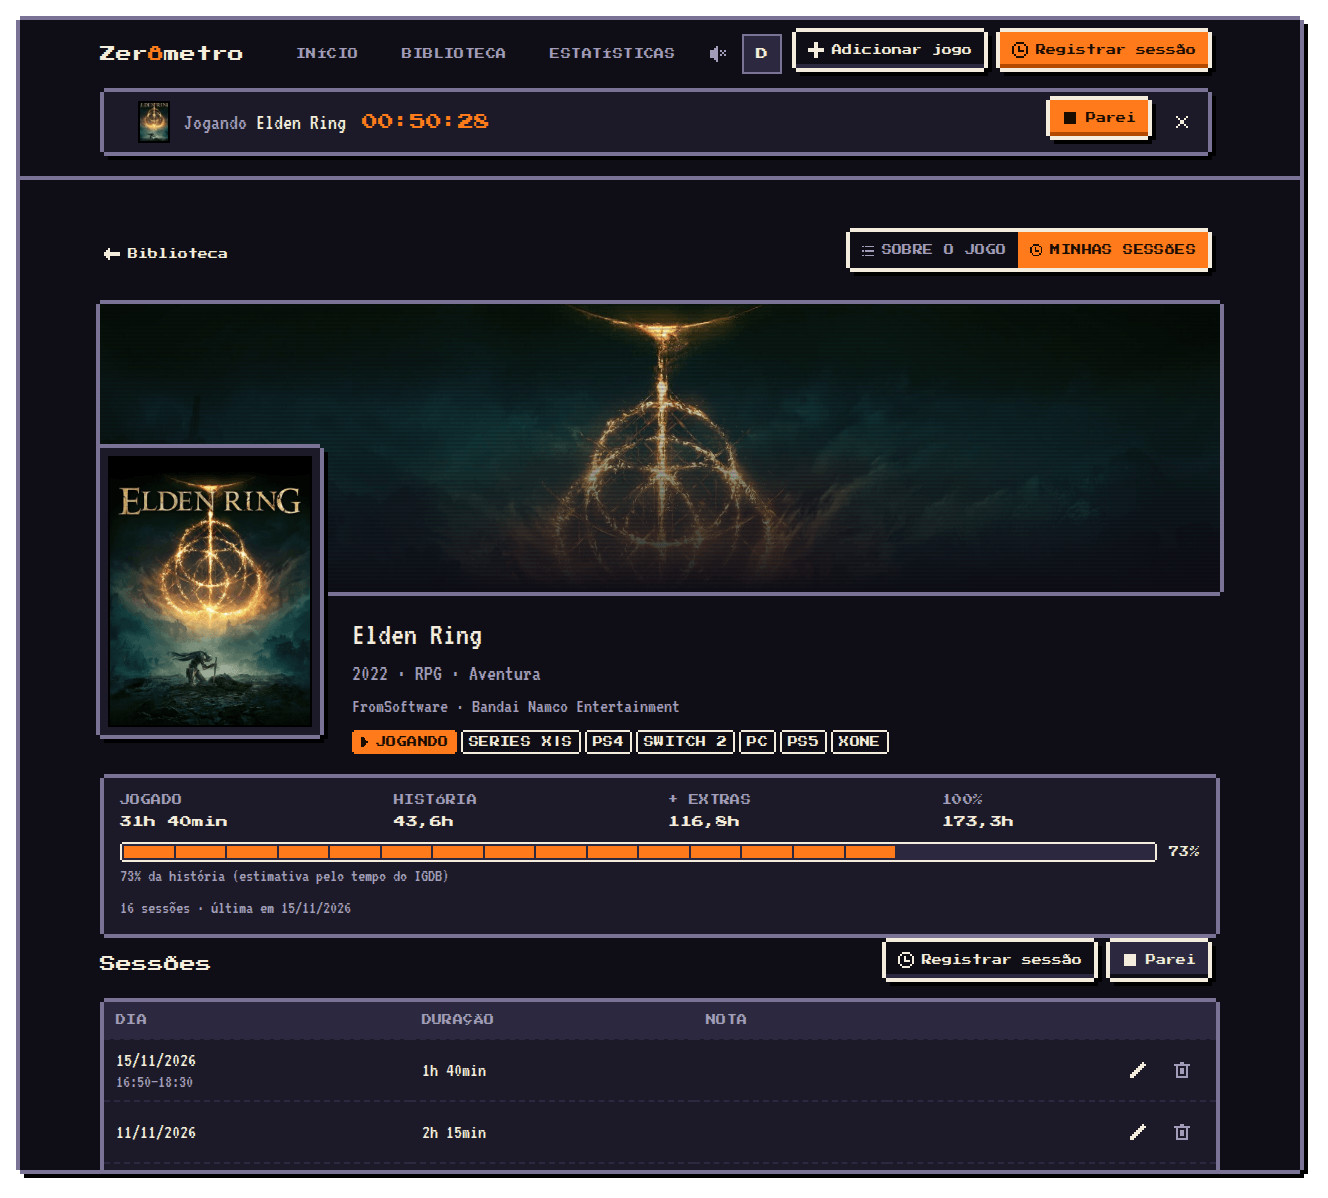 Zerômetro INíCIO BIBLIOTECA ESTATíSTICAS D Adicionar jogo Registrar sessão
Jogando Elden Ring 00:50:28 Parei
Biblioteca SOBRE O JOGO MINHAS SESSõES
ELDEN RING
Elden Ring
2022 · RPG · Aventura
FromSoftware · Bandai Namco Entertainment
JOGANDO SERIES X|S PS4 SWITCH 2 PC PS5 XONE
JOGADO HISTóRIA + EXTRAS 100%
31h 40min 43,6h 116,8h 173,3h
73%
73% da história (estimativa pelo tempo do IGDB)
16 sessões · última em 15/11/2026
Sessões Registrar sessão Parei
DIA DURAçãO NOTA
15/11/2026 1h 40min
16:50–18:30
11/11/2026 2h 15min